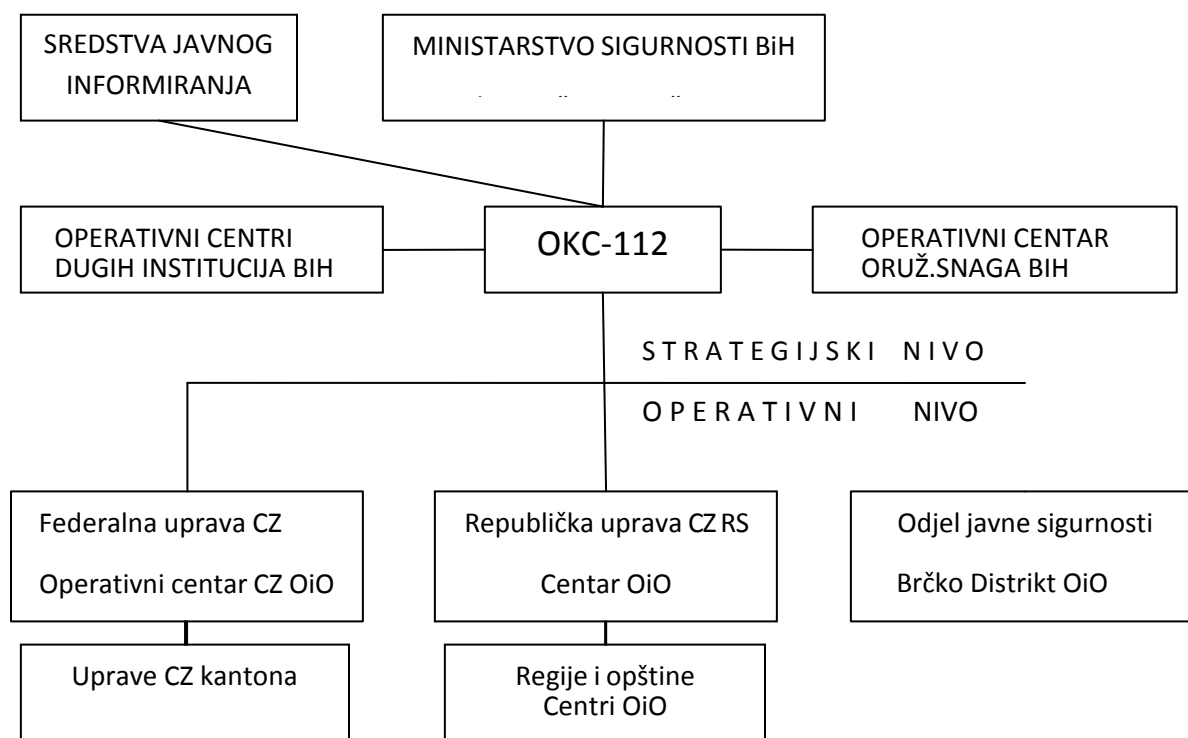 SREDSTVA JAVNOG
INFORMIRANJA
MINISTARSTVO SIGURNOSTI BiH
OPERATIVNI CENTRI
DUGIH INSTITUCIJA BIH
OKC-112
OPERATIVNI CENTAR
ORUŽ.SNAGA BIH
S T R A T E G I J S K I   N I V O
O P E R A T I V N I   NIVO
Federalna uprava CZ
Operativni centar CZ OiO
Republička uprava CZ RS
Centar OiO
Odjel javne sigurnosti
Brčko Distrikt OiO
Uprave CZ kantona
Regije i opštine
Centri OiO